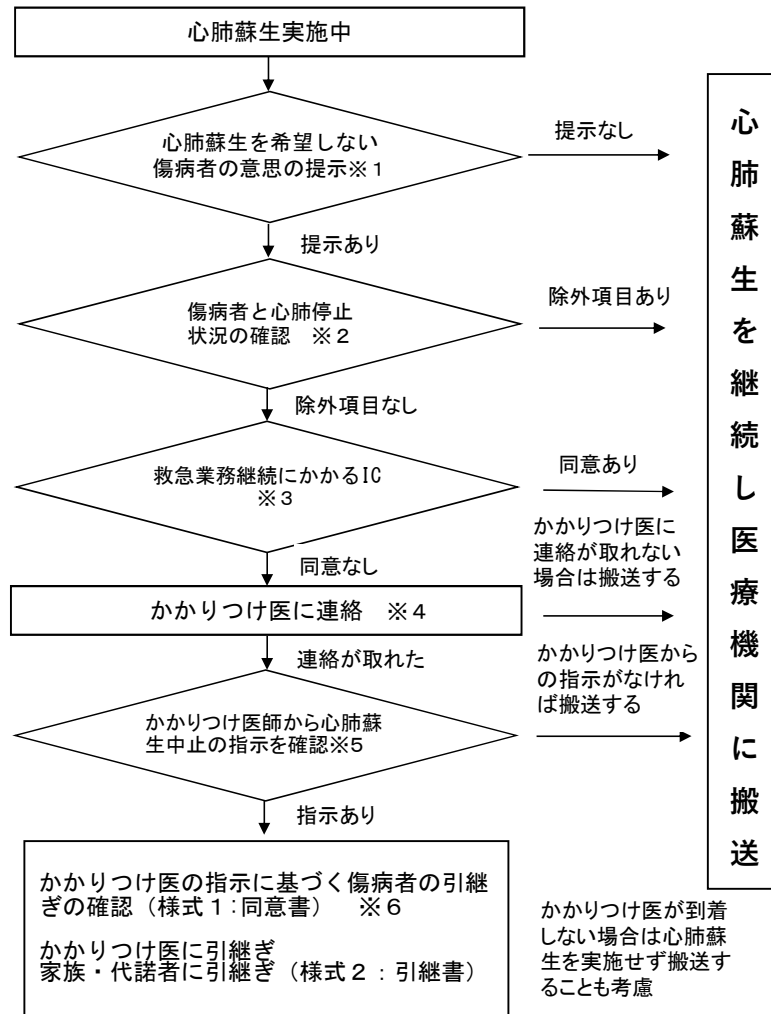 心肺蘇生実施中
心肺蘇生を希望しない
傷病者の意思の提示※１
提示なし
提示あり
傷病者と心肺停止
状況の確認　※２
除外項目あり
除外項目なし
救急業務継続にかかるIC
※３
同意あり
同意なし
かかりつけ医に
連絡が取れない
場合は搬送する
かかりつけ医に連絡　※４
連絡が取れた
かかりつけ医から
の指示がなけれ
ば搬送する
かかりつけ医師から心肺蘇
生中止の指示を確認※5
指示あり
かかりつけ医の指示に基づく傷病者の引継
ぎの確認（様式１：同意書）　※６
かかりつけ医に引継ぎ
家族・代諾者に引継ぎ（様式２：引継書）
かかりつけ医が到着
しない場合は心肺蘇
生を実施せず搬送す
ることも考慮
心肺蘇生を継続し医療機関に搬送